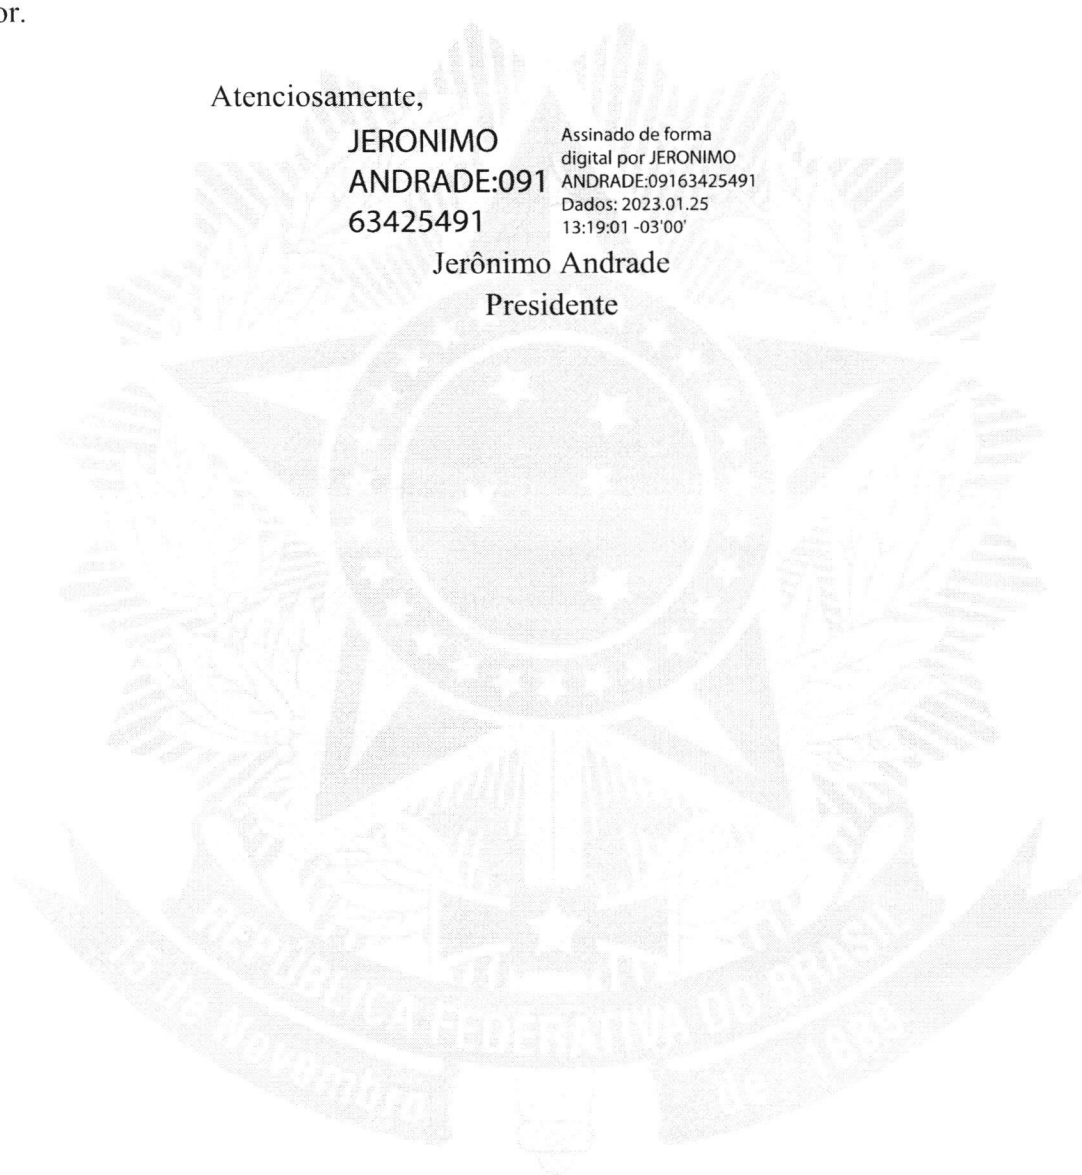 or.
Atenciosamente,
JERONIMO
ANDRADE:091
63425491
Assinado de forma
digital por JERONIMO
ANDRADE:09163425491
Dados: 2023.01.25
13:19:01 -03'00'
Jerônimo Andrade
Presidente
REPÚBLICA FEDERATIVA DO BRASIL
15 de Novembro
de 1889